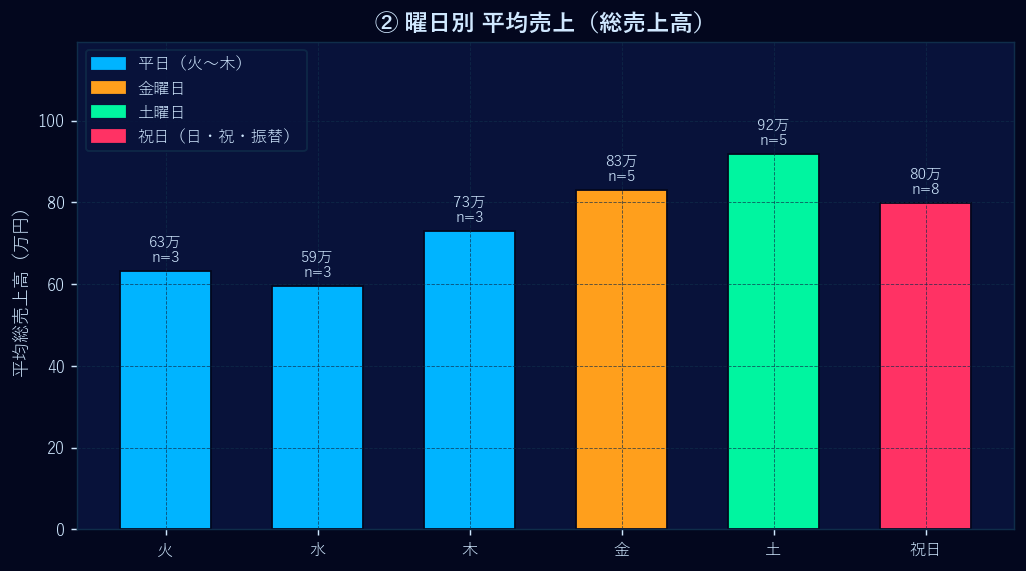 ② 曜日別 平均売上（総売上高）
平日（火～木）
金曜日
土曜日
祝日（日・祝・振替）
平均総売上高（万円）
100
80
60
40
20
0
63万
n=3
59万
n=3
73万
n=3
83万
n=5
92万
n=5
80万
n=8
火
水
木
金
土
祝日